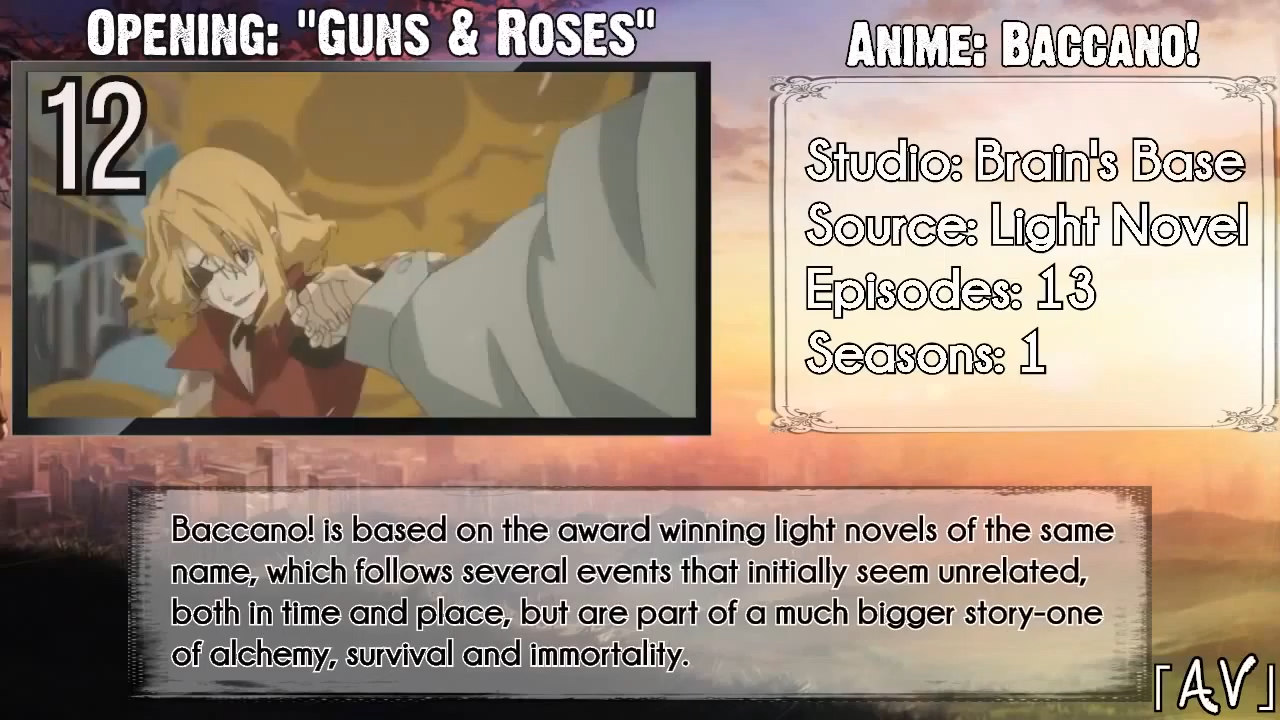 Opening: "Guns & Roses"
Anime: Baccano!
12
Studio: Brain's Base
Source: Light Novel
Episodes: 13
Seasons: 1
Baccano! is based on the award winning light novels of the same
name, which follows several events that initially seem unrelated,
both in time and place, but are part of a much bigger story-one
of alchemy, survival and immortality.
「AV」